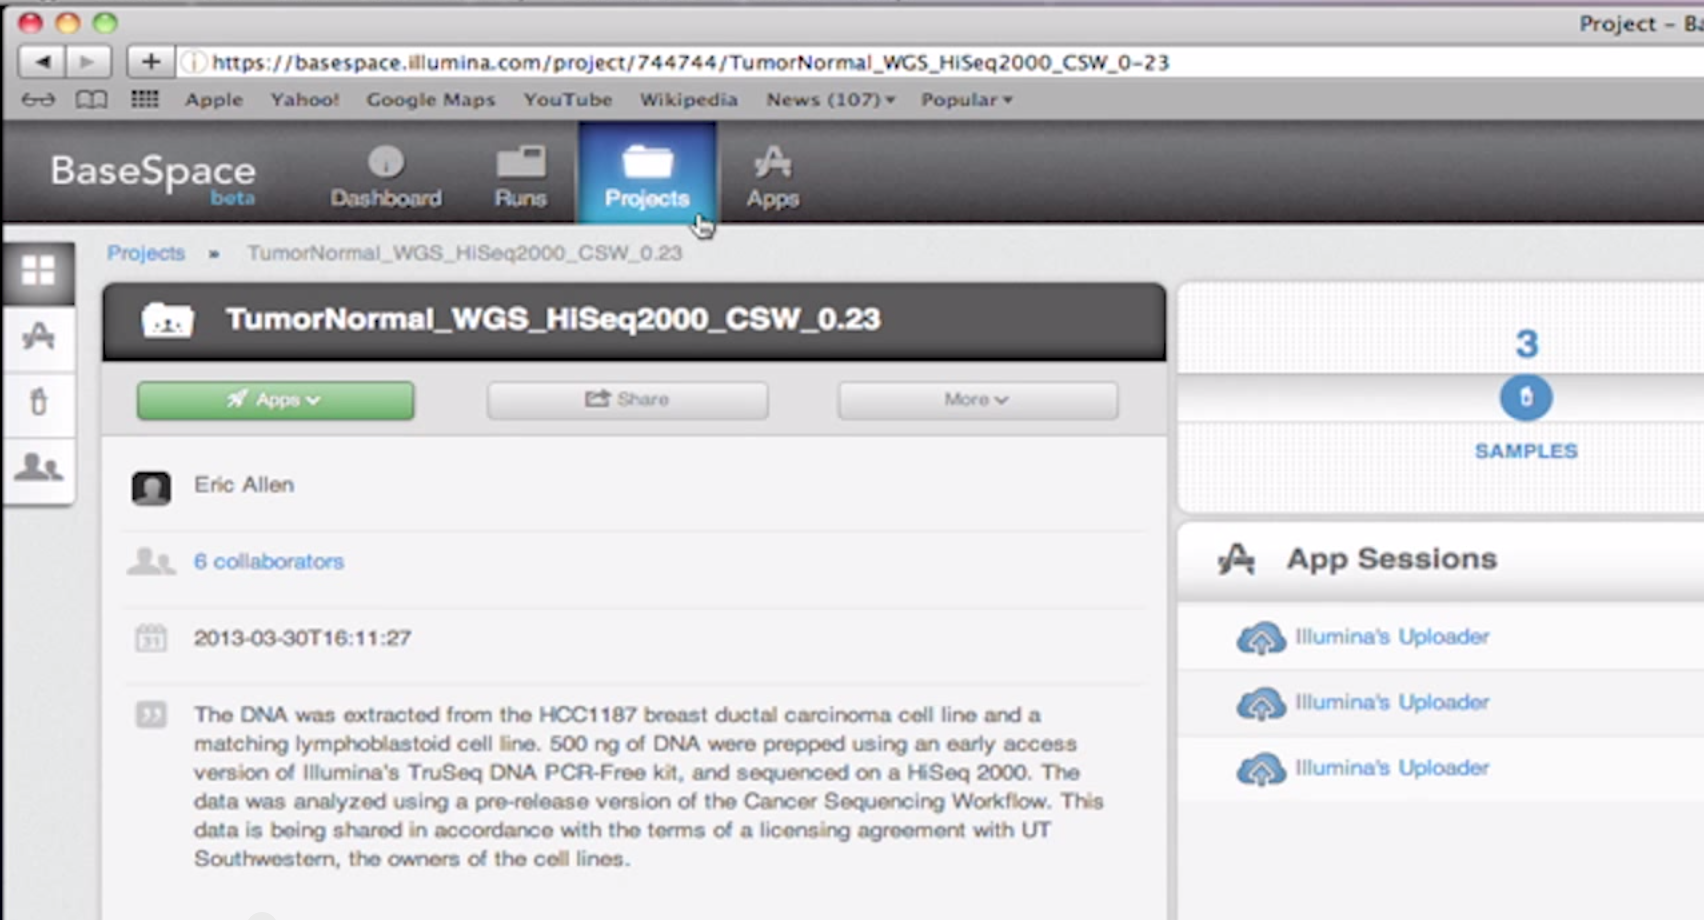 Project – Ba
https://basespace.illumina.com/project/744744/TumorNormal_WGS_HiSeq2000_CSW_0-23
Apple Yahoo! Google Maps YouTube Wikipedia News (107) Popular
BaseSpace
beta
Dashboard Runs Projects Apps
Projects » TumorNormal_WGS_HiSeq2000_CSW_0.23
TumorNormal_WGS_HiSeq2000_CSW_0.23
Apps Share More
Eric Allen
6 collaborators
31
2013-03-30T16:11:27
The DNA was extracted from the HCC1187 breast ductal carcinoma cell line and a
matching lymphoblastoid cell line. 500 ng of DNA were prepped using an early access
version of Illumina's TruSeq DNA PCR-Free kit, and sequenced on a HiSeq 2000. The
data was analyzed using a pre-release version of the Cancer Sequencing Workflow. This
data is being shared in accordance with the terms of a licensing agreement with UT
Southwestern, the owners of the cell lines.
3
SAMPLES
App Sessions
Illumina's Uploader
Illumina's Uploader
Illumina's Uploader